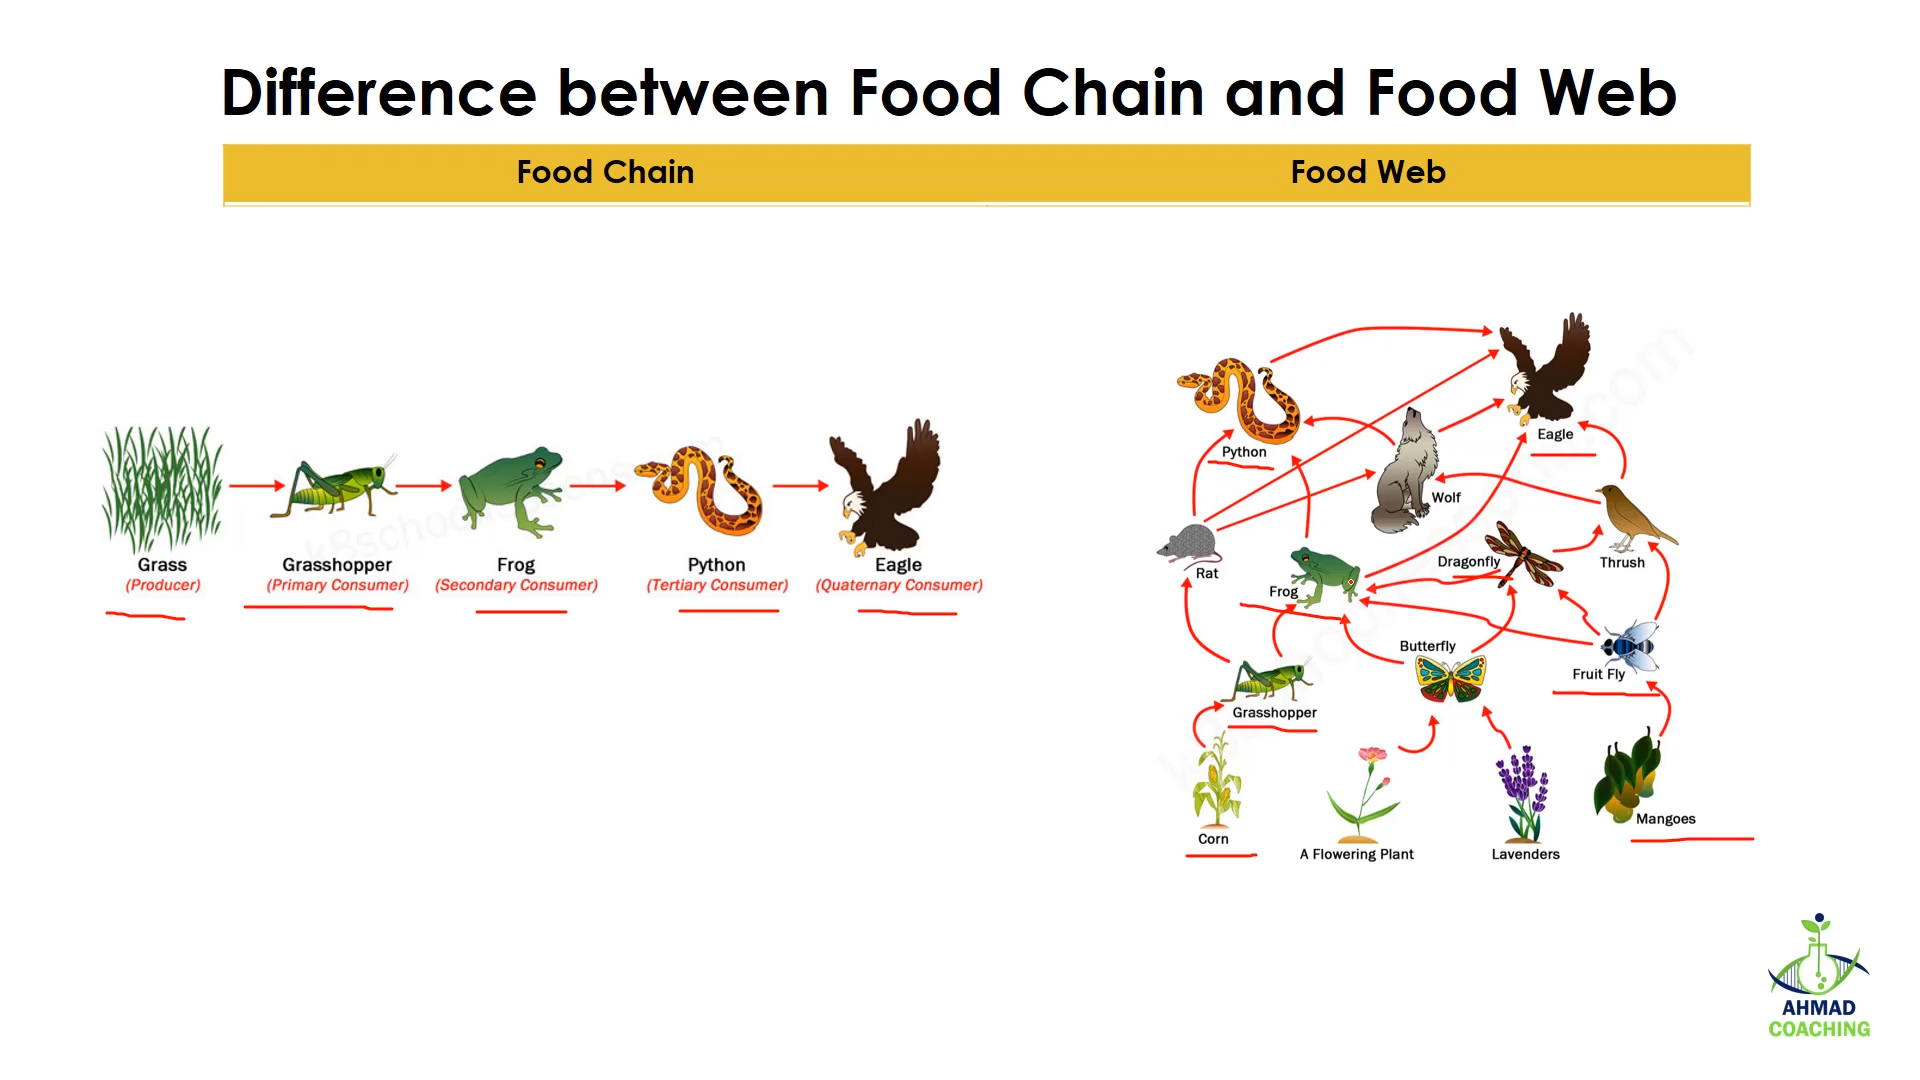 Difference between Food Chain and Food Web
Food Chain
Food Web
Grass
(Producer)
Grasshopper
(Primary Consumer)
Frog
(Secondary Consumer)
Python
(Tertiary Consumer)
Eagle
(Quaternary Consumer)
Python
Eagle
Wolf
Rat
Frog
Dragonfly
Thrush
Grasshopper
Butterfly
Fruit Fly
Corn
A Flowering Plant
Lavenders
Mangoes
AHMAD
COACHING